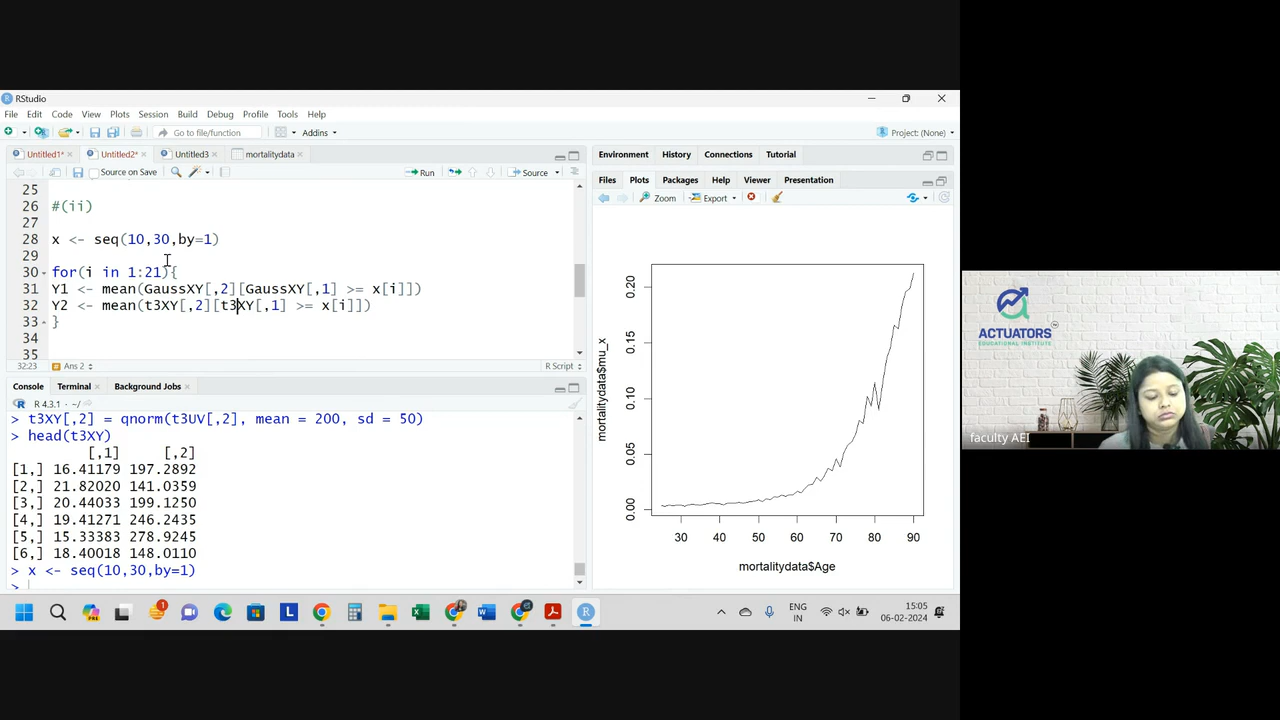 RStudio
File Edit Code View Plots Session Build Debug Profile Tools Help
Go to file/function Addins Project: (None)
Untitled1* Untitled2* Untitled3 mortalitydata
Source on Save Run Source
25
26 #(ii)
27
28 x <- seq(10,30,by=1)
29
30 for(i in 1:21){
31 Y1 <- mean(GaussXY[,2][GaussXY[,1] >= x[i]])
32 Y2 <- mean(t3XY[,2][t3XY[,1] >= x[i]])
33 }
34
35
32:23 Ans 2 R Script
Console Terminal Background Jobs
R 4.3.1 · ~/
> t3XY[,2] = qnorm(t3UV[,2], mean = 200, sd = 50)
> head(t3XY)
[,1] [,2]
[1,] 16.41179 197.2892
[2,] 21.82020 141.0359
[3,] 20.44033 199.1250
[4,] 19.41271 246.2435
[5,] 15.33383 278.9245
[6,] 18.40018 148.0110
> x <- seq(10,30,by=1)
>
Environment History Connections Tutorial
Files Plots Packages Help Viewer Presentation
Zoom Export
mortalitydata$mu_x
0.20
0.15
0.10
0.05
0.00
30 40 50 60 70 80 90
mortalitydata$Age
ACTUATORS
EDUCATIONAL INSTITUTE
faculty AEI
ENG
IN
15:05
06-02-2024